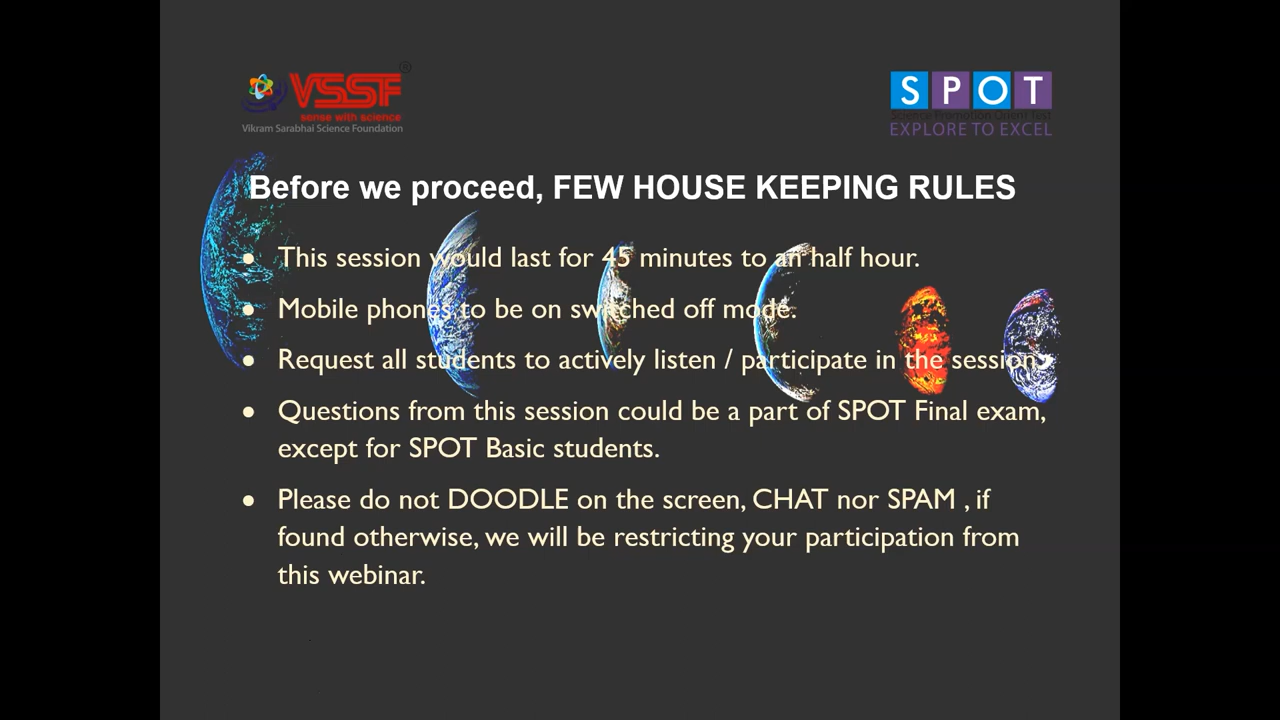 VSSF®
sense with science
Vikram Sarabhai Science Foundation
SPOT
Science Promotion Orient Test
EXPLORE TO EXCEL
Before we proceed, FEW HOUSE KEEPING RULES
• This session would last for 45 minutes to an half hour.
• Mobile phones to be on switched off mode.
• Request all students to actively listen / participate in the session.
• Questions from this session could be a part of SPOT Final exam,
except for SPOT Basic students.
• Please do not DOODLE on the screen, CHAT nor SPAM , if
found otherwise, we will be restricting your participation from
this webinar.